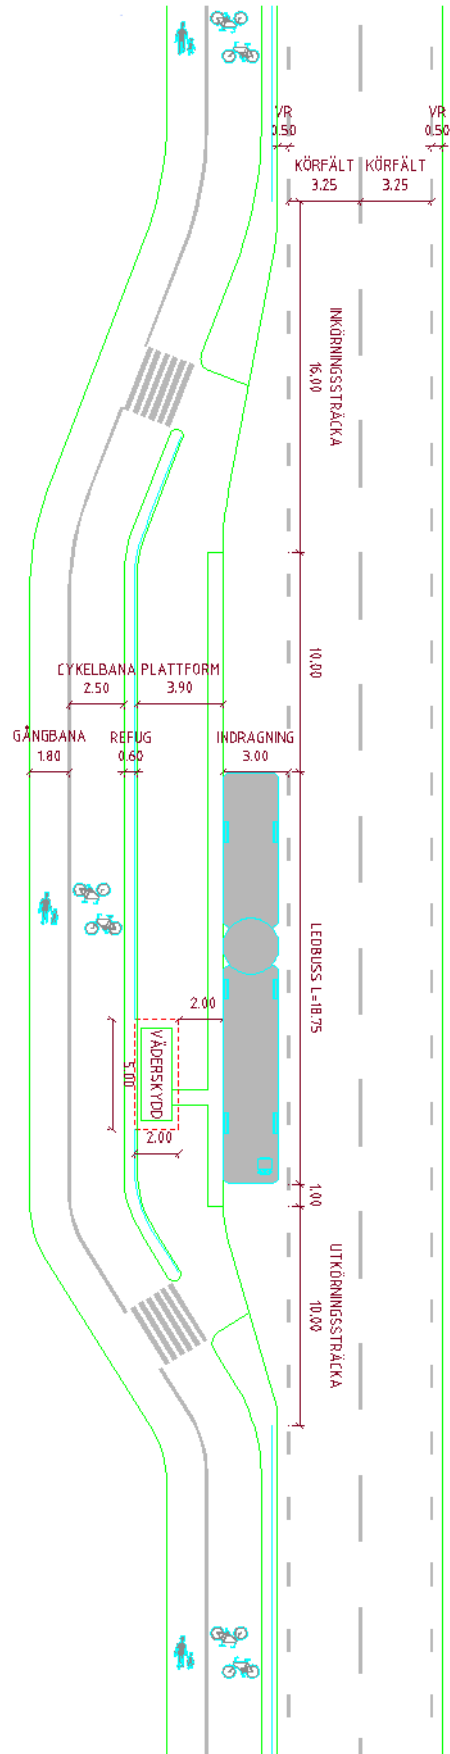 VR
0.50
VR
0.50
KÖRFÄLT
3.25
KÖRFÄLT
3.25
INKÖRNINGSSTRÄCKA
16.00
10.00
CYKELBANA
2.50
PLATTFORM
3.90
GÅNGBANA
1.80
REFUG
0.60
INDRAGNING
3.00
LEDBUSS L=18.75
2.00
VÄDERSKYDD
5.00
2.00
1.00
UTKÖRNINGSSTRÄCKA
10.00